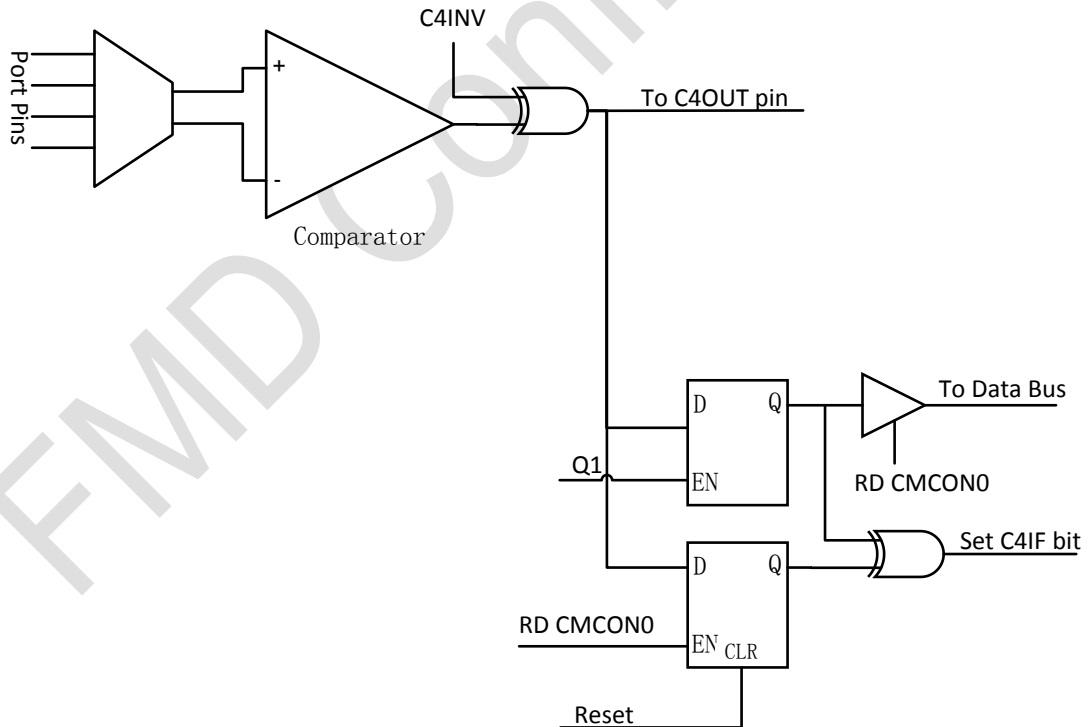 C4INV
Port Pins
+
-
To C4OUT pin
Comparator
D Q
To Data Bus
Q1
EN
RD CMCON0
D Q
Set C4IF bit
RD CMCON0
EN CLR
Reset
FMD